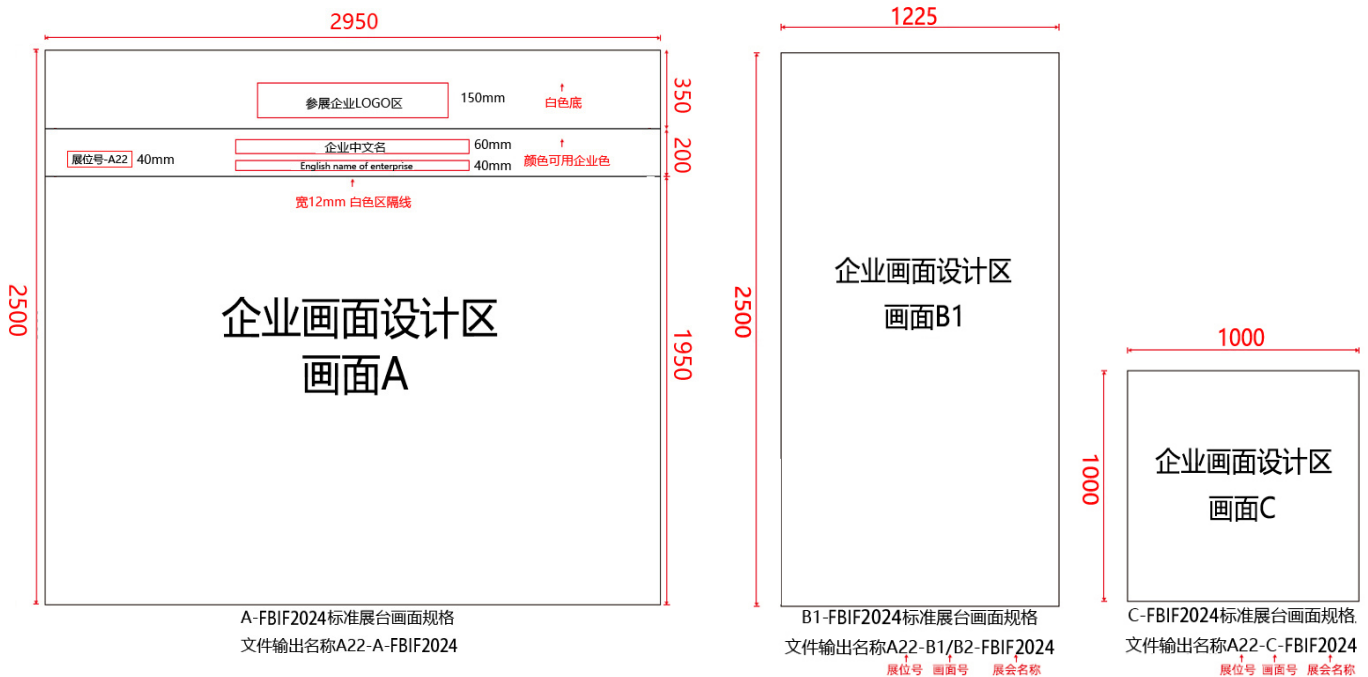 2950
参展企业LOGO区
150mm
白色底
350
展位号-A22
40mm
企业中文名
60mm
English name of enterprise
40mm
颜色可用企业色
200
宽12mm 白色区隔线
2500
企业画面设计区
画面A
1950
A-FBIF2024标准展台画面规格
文件输出名称A22-A-FBIF2024
1225
2500
企业画面设计区
画面B1
B1-FBIF2024标准展台画面规格
文件输出名称A22-B1/B2-FBIF2024
展位号 画面号 展会名称
1000
1000
企业画面设计区
画面C
C-FBIF2024标准展台画面规格.
文件输出名称A22-C-FBIF2024
展位号 画面号 展会名称